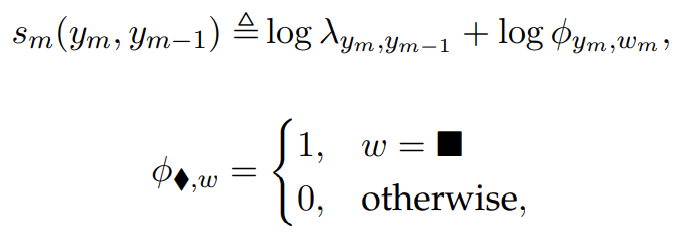 s_m(y_m, y_{m−1}) ≜ log λ_{y_m,y_{m−1}} + log ϕ_{y_m,w_m},
ϕ_{♦,w} = { 1, w = ■
0, otherwise,